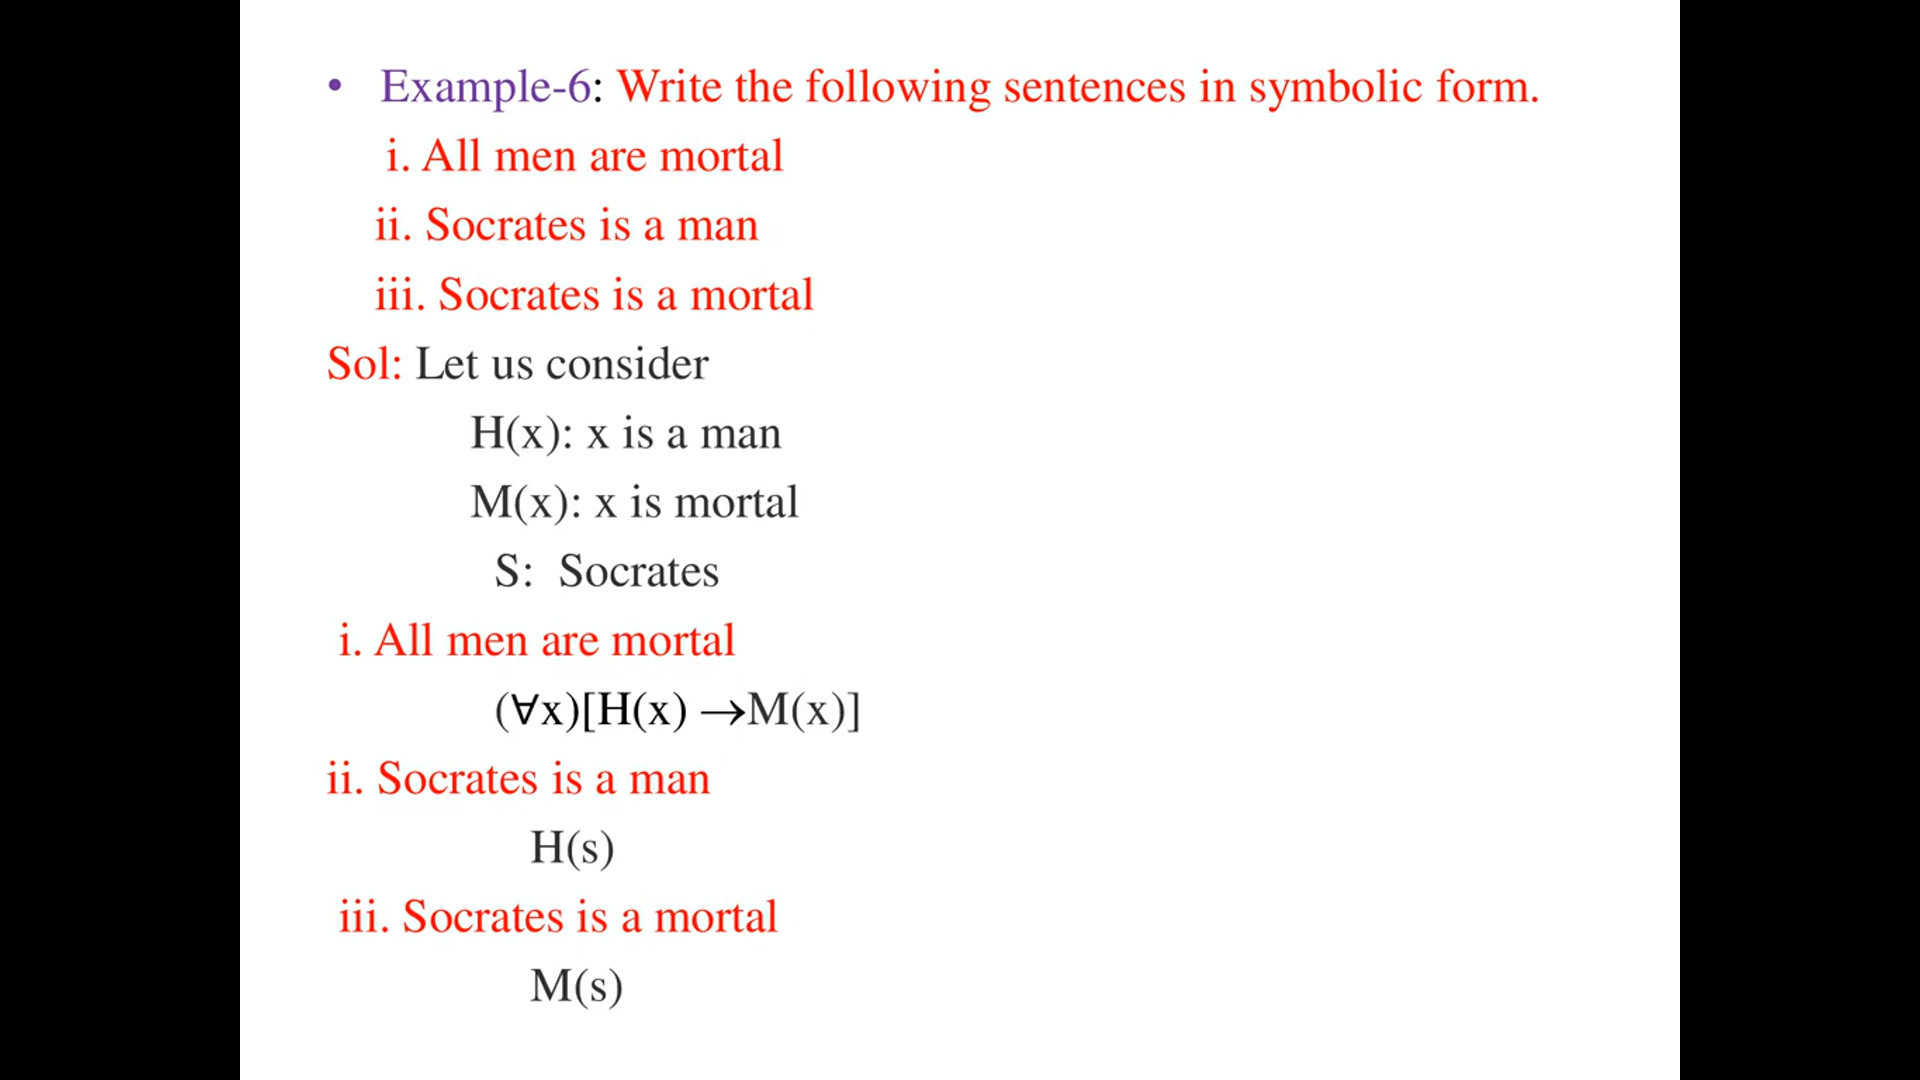 • Example-6: Write the following sentences in symbolic form.
i. All men are mortal
ii. Socrates is a man
iii. Socrates is a mortal
Sol: Let us consider
H(x): x is a man
M(x): x is mortal
S: Socrates
i. All men are mortal
(∀x)[H(x) →M(x)]
ii. Socrates is a man
H(s)
iii. Socrates is a mortal
M(s)